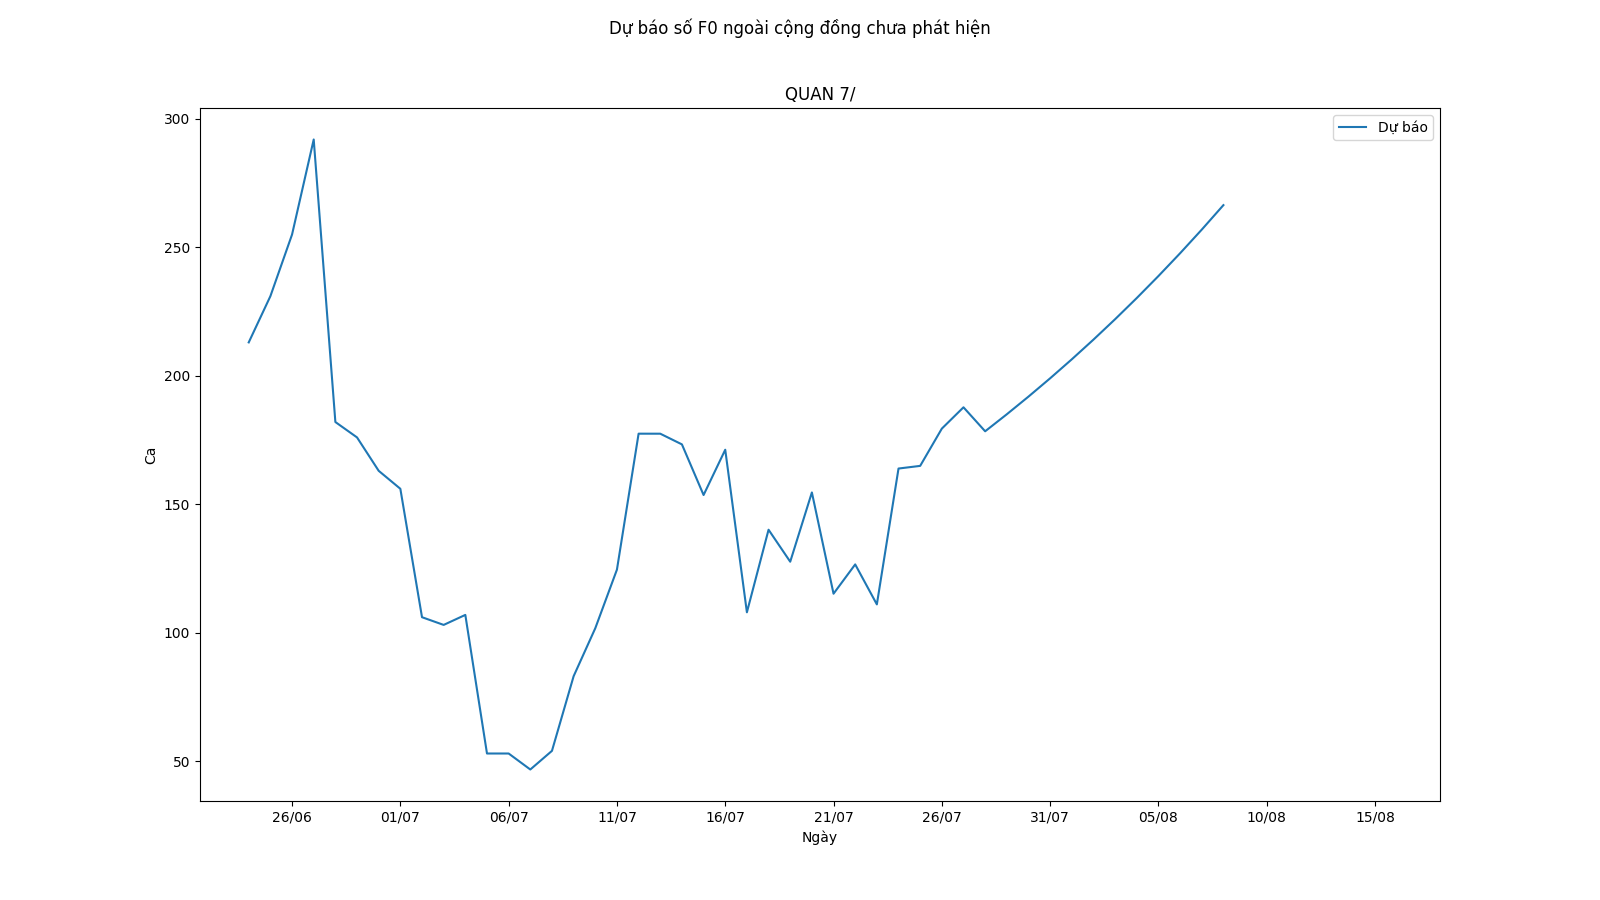 Dự báo số F0 ngoài cộng đồng chưa phát hiện
QUAN 7/
Dự báo
300
250
200
150
100
50
Ca
26/06 01/07 06/07 11/07 16/07 21/07 26/07 31/07 05/08 10/08 15/08
Ngày